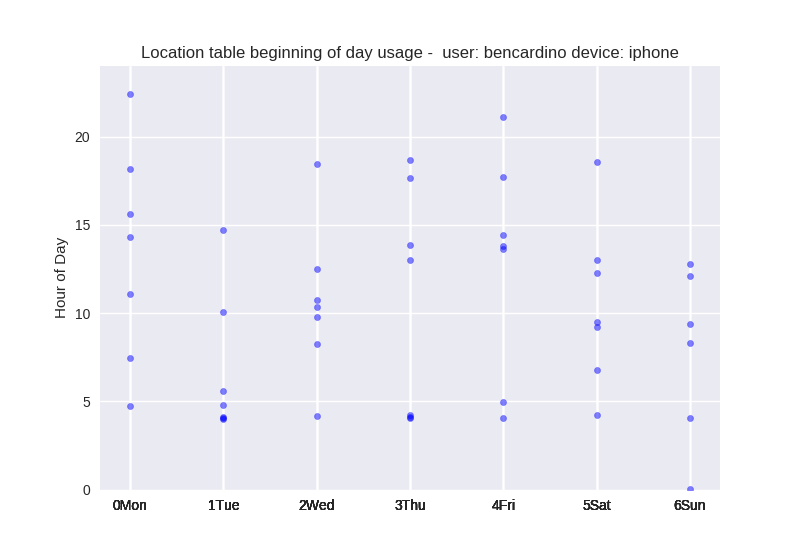 Location table beginning of day usage -  user: bencardino device: iphone
Hour of Day
20
15
10
5
0
0Mon 1Tue 2Wed 3Thu 4Fri 5Sat 6Sun